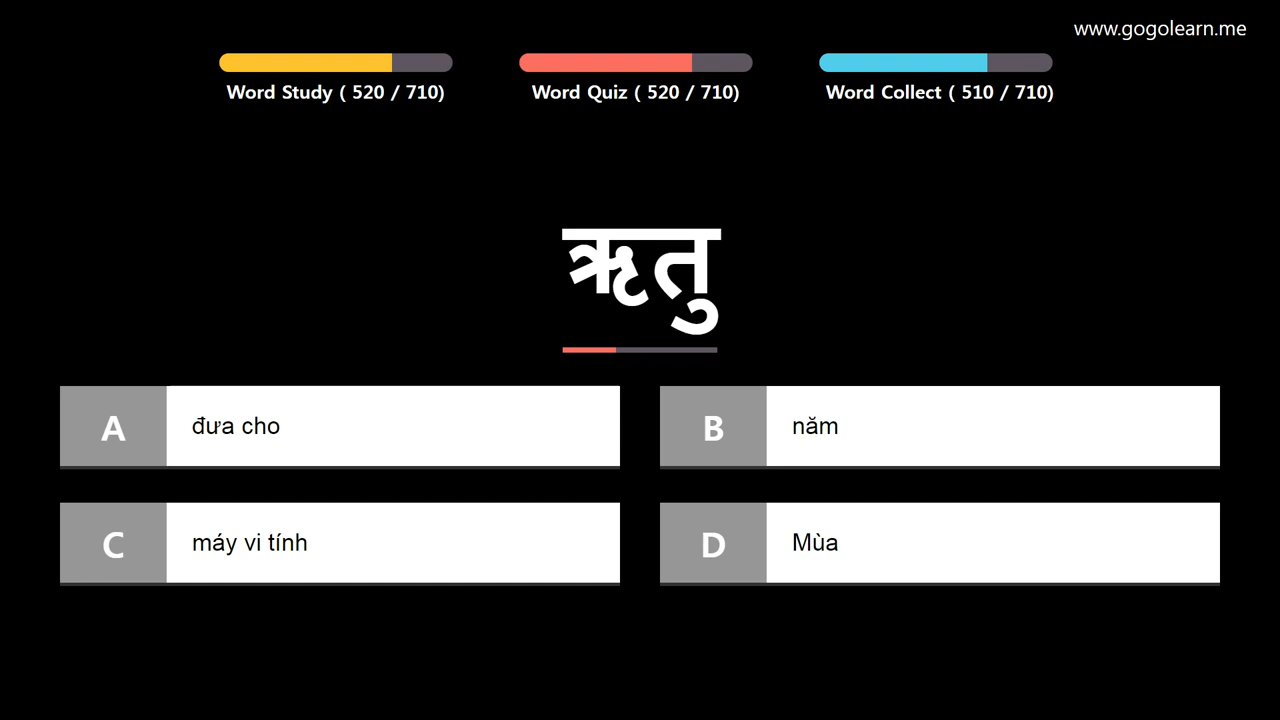 www.gogolearn.me
Word Study ( 520 / 710)
Word Quiz ( 520 / 710)
Word Collect ( 510 / 710)
ऋतु
A đưa cho
B năm
C máy vi tính
D Mùa